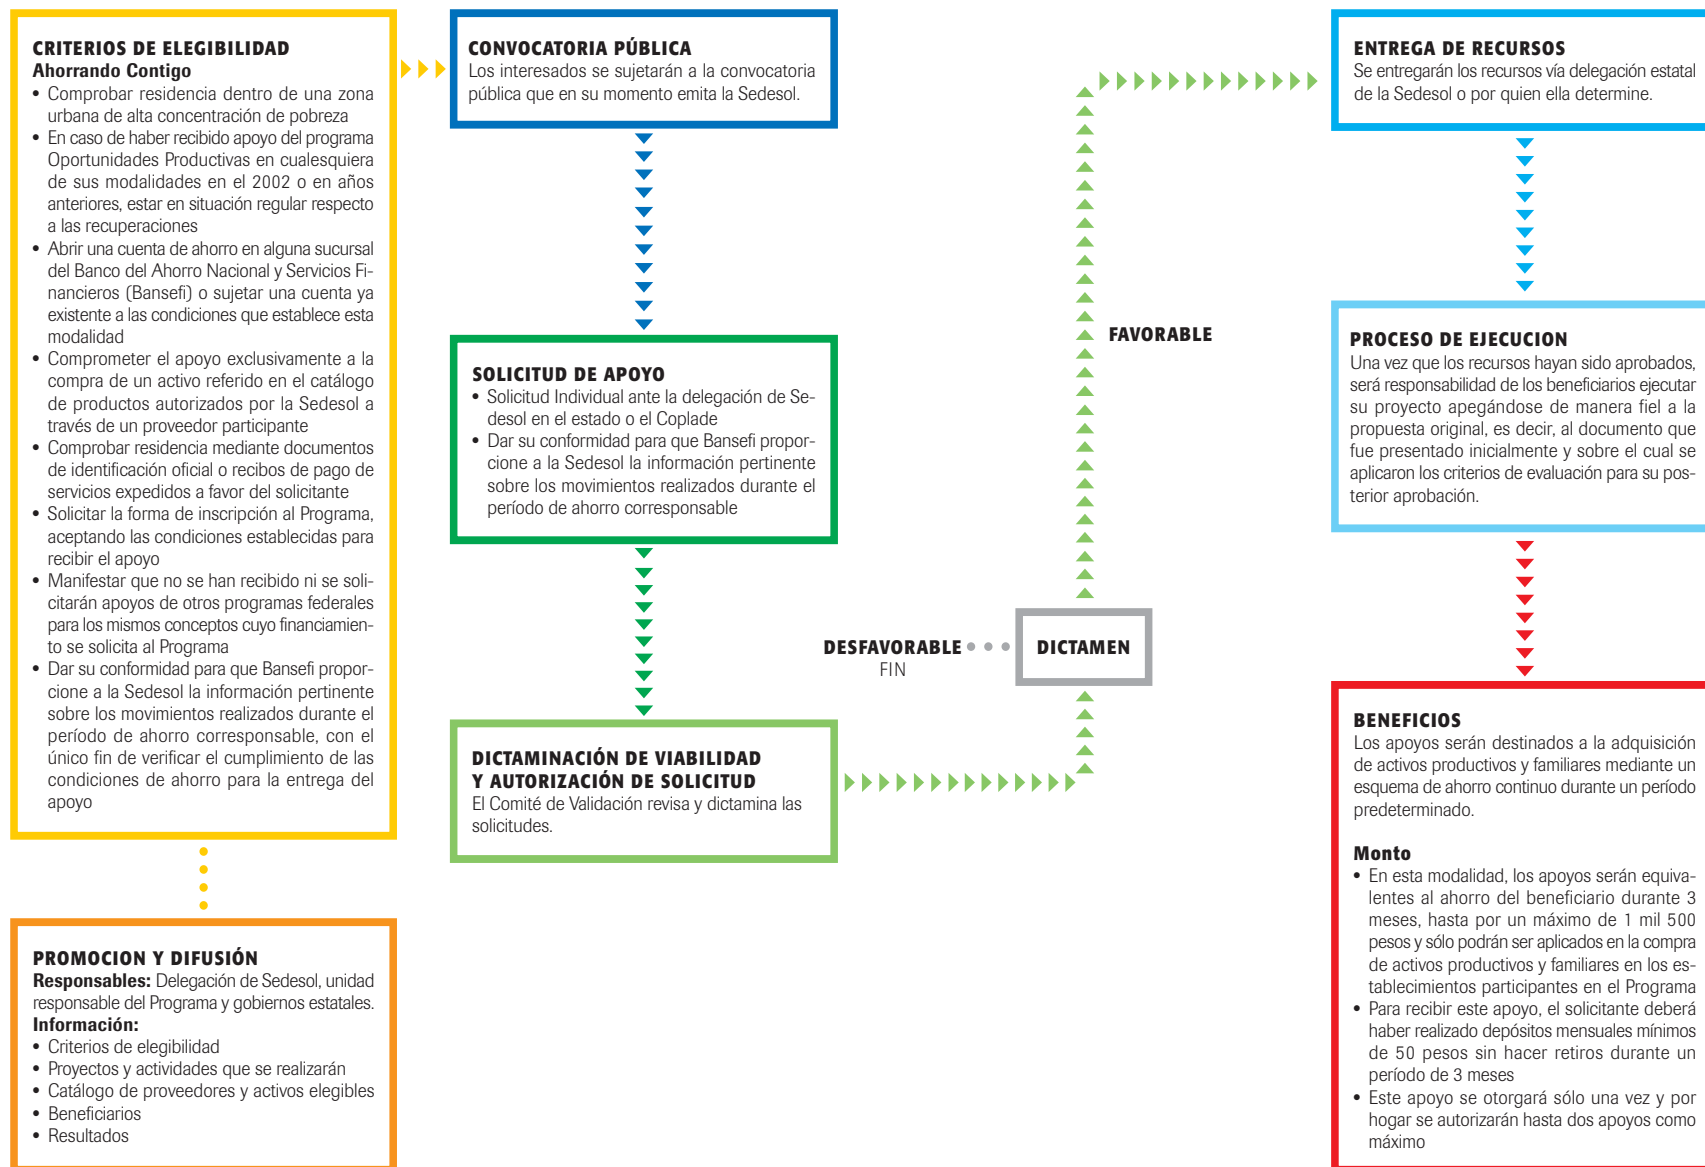 CRITERIOS DE ELEGIBILIDAD
Ahorrando Contigo
• Comprobar residencia dentro de una zona
urbana de alta concentración de pobreza
• En caso de haber recibido apoyo del programa
Oportunidades Productivas en cualesquiera
de sus modalidades en el 2002 o en años
anteriores, estar en situación regular respecto
a las recuperaciones
• Abrir una cuenta de ahorro en alguna sucursal
del Banco del Ahorro Nacional y Servicios Fi-
nancieros (Bansefi) o sujetar una cuenta ya
existente a las condiciones que establece esta
modalidad
• Comprometer el apoyo exclusivamente a la
compra de un activo referido en el catálogo
de productos autorizados por la Sedesol a
través de un proveedor participante
• Comprobar residencia mediante documentos
de identificación oficial o recibos de pago de
servicios expedidos a favor del solicitante
• Solicitar la forma de inscripción al Programa,
aceptando las condiciones establecidas para
recibir el apoyo
• Manifestar que no se han recibido ni se soli-
citarán apoyos de otros programas federales
para los mismos conceptos cuyo financiamien-
to se solicita al Programa
• Dar su conformidad para que Bansefi propor-
cione a la Sedesol la información pertinente
sobre los movimientos realizados durante el
período de ahorro corresponsable, con el
único fin de verificar el cumplimiento de las
condiciones de ahorro para la entrega del
apoyo
PROMOCION Y DIFUSIÓN
Responsables: Delegación de Sedesol, unidad
responsable del Programa y gobiernos estatales.
Información:
• Criterios de elegibilidad
• Proyectos y actividades que se realizarán
• Catálogo de proveedores y activos elegibles
• Beneficiarios
• Resultados
CONVOCATORIA PÚBLICA
Los interesados se sujetarán a la convocatoria
pública que en su momento emita la Sedesol.
SOLICITUD DE APOYO
• Solicitud Individual ante la delegación de Se-
desol en el estado o el Coplade
• Dar su conformidad para que Bansefi propor-
cione a la Sedesol la información pertinente
sobre los movimientos realizados durante el
período de ahorro corresponsable
DICTAMINACIÓN DE VIABILIDAD
Y AUTORIZACIÓN DE SOLICITUD
El Comité de Validación revisa y dictamina las
solicitudes.
DESFAVORABLE
FIN
DICTAMEN
FAVORABLE
ENTREGA DE RECURSOS
Se entregarán los recursos vía delegación estatal
de la Sedesol o por quien ella determine.
PROCESO DE EJECUCION
Una vez que los recursos hayan sido aprobados,
será responsabilidad de los beneficiarios ejecutar
su proyecto apegándose de manera fiel a la
propuesta original, es decir, al documento que
fue presentado inicialmente y sobre el cual se
aplicaron los criterios de evaluación para su pos-
terior aprobación.
BENEFICIOS
Los apoyos serán destinados a la adquisición
de activos productivos y familiares mediante un
esquema de ahorro continuo durante un período
predeterminado.
Monto
• En esta modalidad, los apoyos serán equiva-
lentes al ahorro del beneficiario durante 3
meses, hasta por un máximo de 1 mil 500
pesos y sólo podrán ser aplicados en la compra
de activos productivos y familiares en los es-
tablecimientos participantes en el Programa
• Para recibir este apoyo, el solicitante deberá
haber realizado depósitos mensuales mínimos
de 50 pesos sin hacer retiros durante un
período de 3 meses
• Este apoyo se otorgará sólo una vez y por
hogar se autorizarán hasta dos apoyos como
máximo